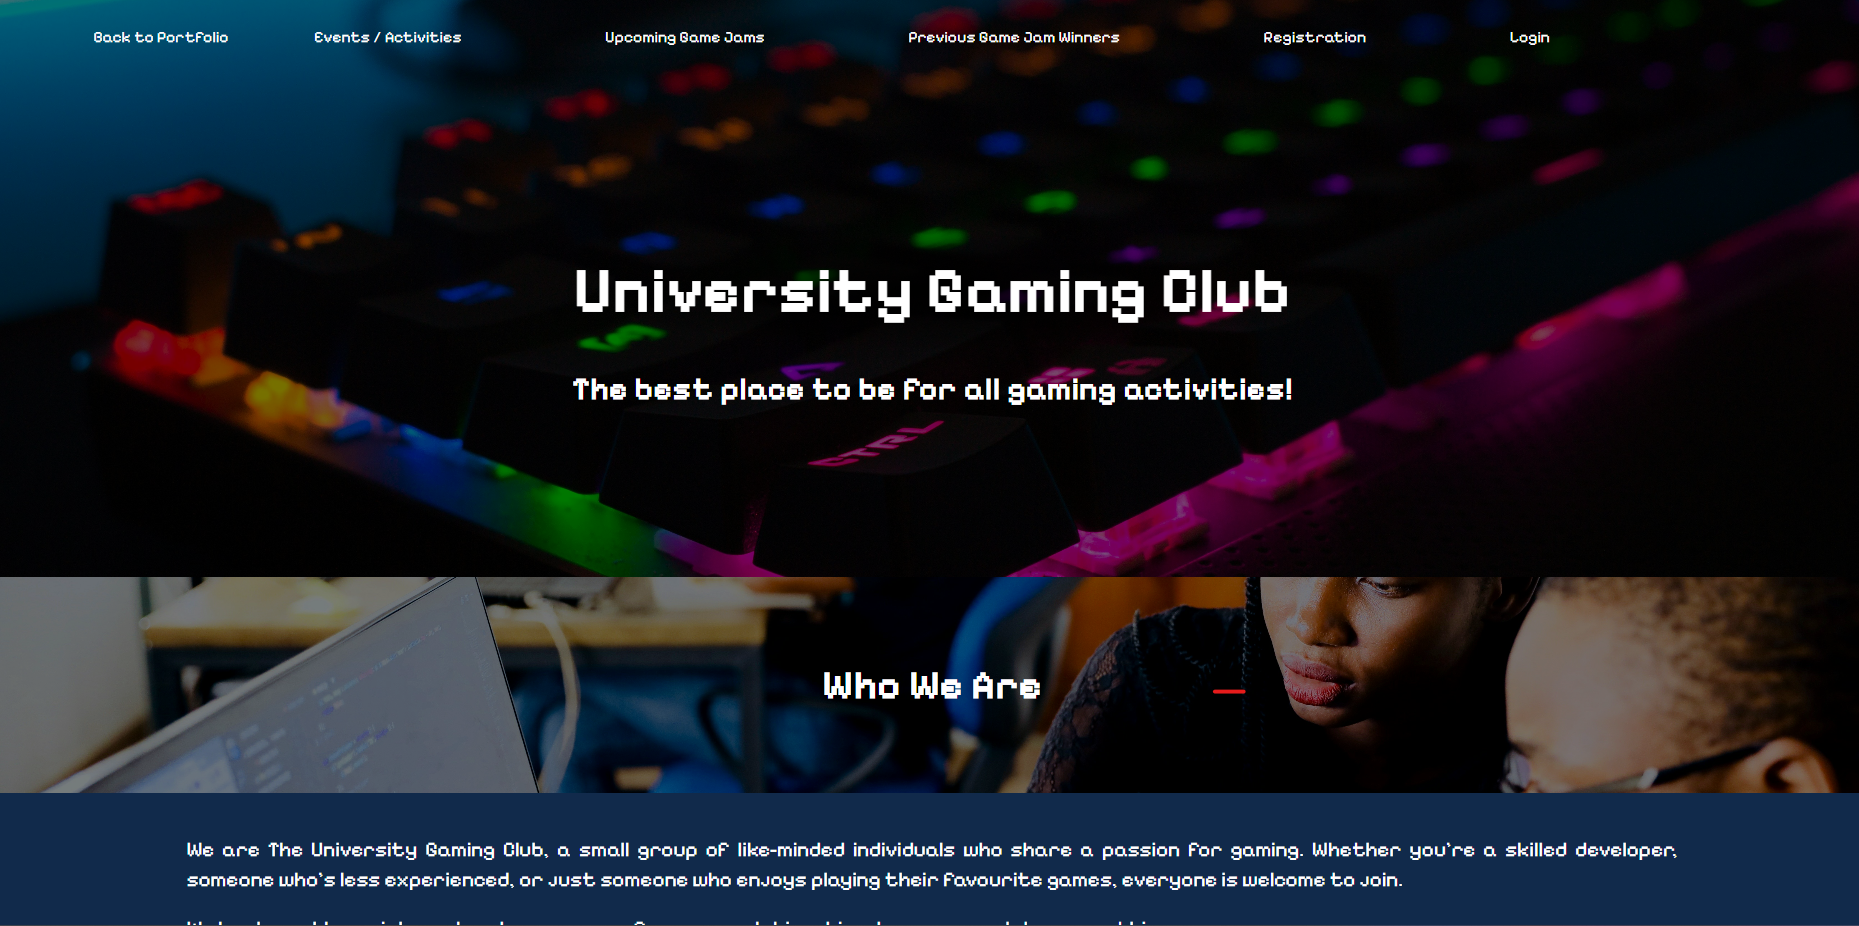 Back to Portfolio
Events / Activities
Upcoming Game Jams
Previous Game Jam Winners
Registration
Login
University Gaming Club
The best place to be for all gaming activities!
CTRL
Who We Are
We are The University Gaming Club, a small group of like-minded individuals who share a passion for gaming. Whether you're a skilled developer,
someone who's less experienced, or just someone who enjoys playing their favourite games, everyone is welcome to join.